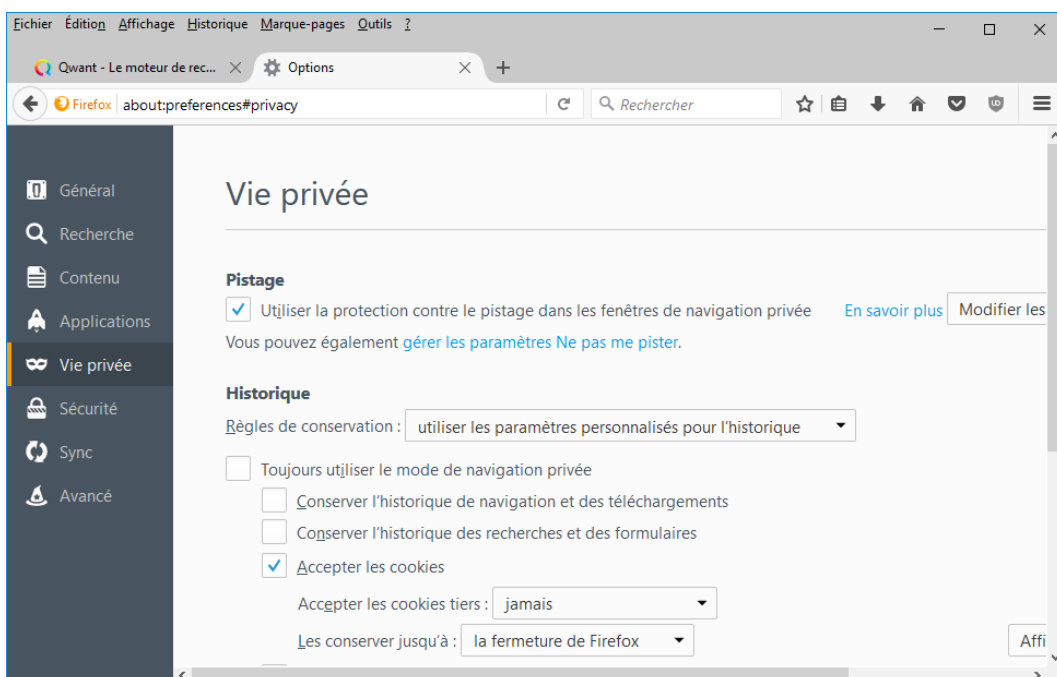 Fichier Édition Affichage Historique Marque-pages Outils ?
Qwant - Le moteur de rec... Options
Firefox about:preferences#privacy Rechercher
Vie privée
Général
Recherche
Contenu
Applications
Vie privée
Sécurité
Sync
Avancé
Pistage
Utiliser la protection contre le pistage dans les fenêtres de navigation privée En savoir plus Modifier les
Vous pouvez également gérer les paramètres Ne pas me pister.
Historique
Règles de conservation : utiliser les paramètres personnalisés pour l'historique
Toujours utiliser le mode de navigation privée
Conserver l'historique de navigation et des téléchargements
Conserver l'historique des recherches et des formulaires
Accepter les cookies
Accepter les cookies tiers : jamais
Les conserver jusqu'à : la fermeture de Firefox Affi